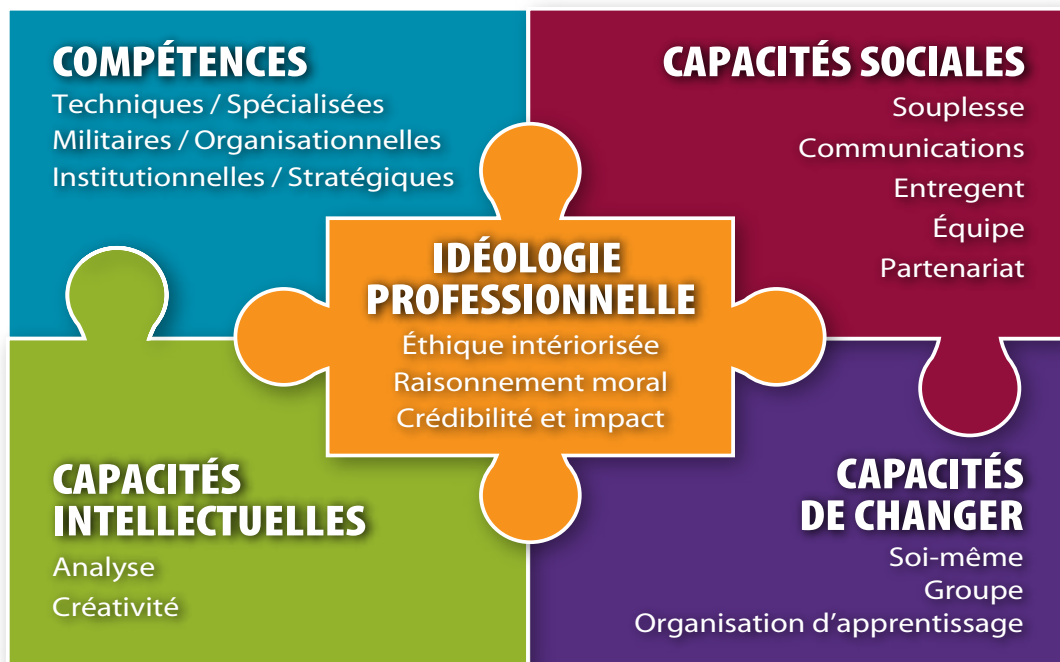 COMPÉTENCES
Techniques / Spécialisées
Militaires / Organisationnelles
Institutionnelles / Stratégiques
CAPACITÉS SOCIALES
Souplesse
Communications
Entregent
Équipe
Partenariat
IDÉOLOGIE
PROFESSIONNELLE
Éthique intériorisée
Raisonnement moral
Crédibilité et impact
CAPACITÉS
INTELLECTUELLES
Analyse
Créativité
CAPACITÉS
DE CHANGER
Soi-même
Groupe
Organisation d’apprentissage